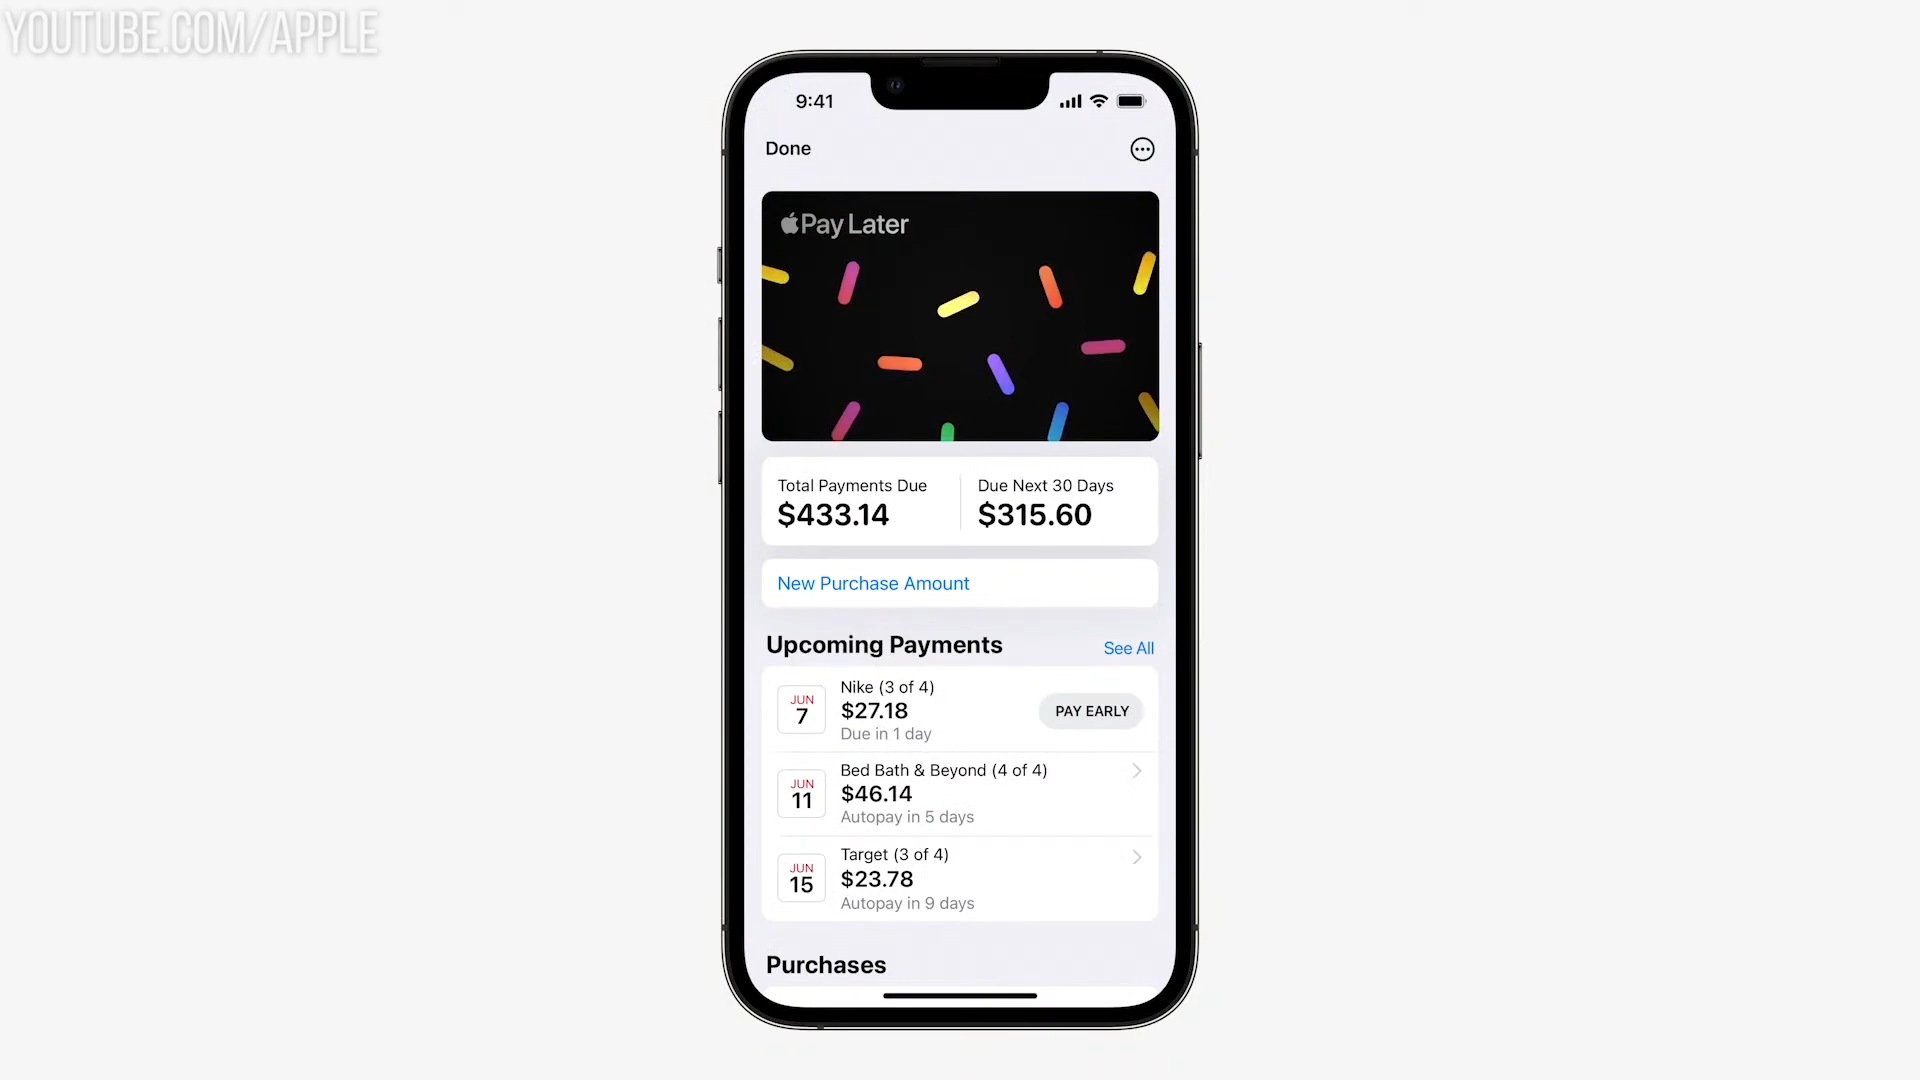 YOUTUBE.COM/APPLE
9:41
Done
Pay Later
Total Payments Due
Due Next 30 Days
$433.14
$315.60
New Purchase Amount
Upcoming Payments
See All
JUN
7
Nike (3 of 4)
$27.18
Due in 1 day
PAY EARLY
JUN
11
Bed Bath & Beyond (4 of 4)
$46.14
Autopay in 5 days
JUN
15
Target (3 of 4)
$23.78
Autopay in 9 days
Purchases